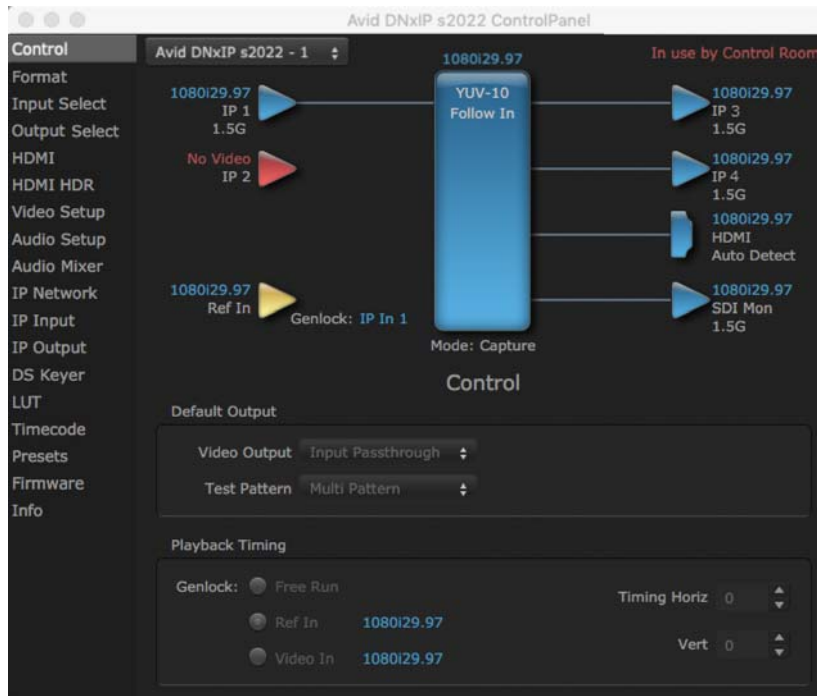 Avid DNxIP s2022 ControlPanel
Control
Format
Input Select
Output Select
HDMI
HDMI HDR
Video Setup
Audio Setup
Audio Mixer
IP Network
IP Input
IP Output
DS Keyer
LUT
Timecode
Presets
Firmware
Info
Avid DNxIP s2022 - 1
1080i29.97
In use by Control Room
1080i29.97
IP 1
1.5G
No Video
IP 2
1080i29.97
Ref In
Genlock: IP In 1
YUV-10
Follow In
Mode: Capture
1080i29.97
IP 3
1.5G
1080i29.97
IP 4
1.5G
1080i29.97
HDMI
Auto Detect
1080i29.97
SDI Mon
1.5G
Control
Default Output
Video Output Input Passthrough
Test Pattern Multi Pattern
Playback Timing
Genlock: Free Run
Ref In 1080i29.97
Video In 1080i29.97
Timing Horiz 0
Vert 0